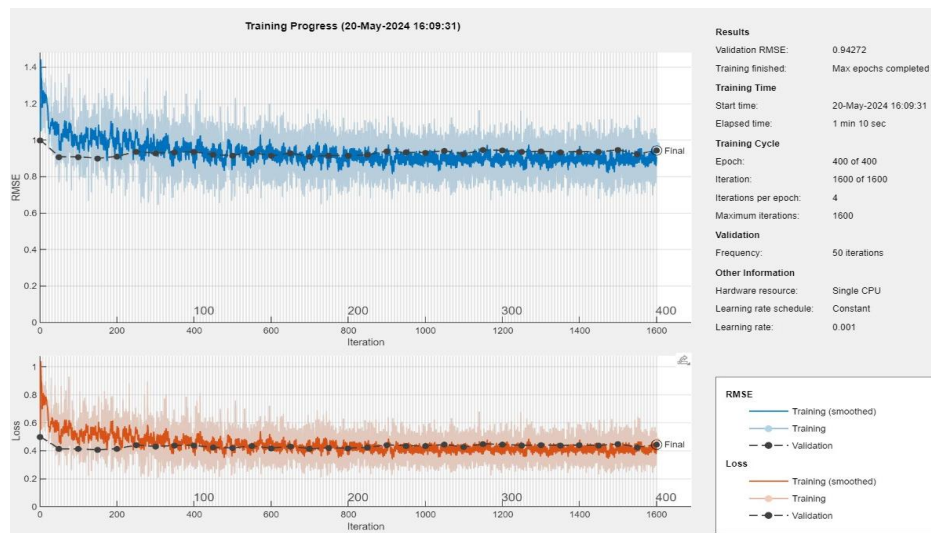 Training Progress (20-May-2024 16:09:31)
RMSE
1.4
1.2
1
0.8
0.6
0.4
0.2
0
100
200
300
400
0 200 400 600 800 1000 1200 1400 1600
Iteration
Final
Loss
1
0.8
0.6
0.4
0.2
0
100
200
300
400
0 200 400 600 800 1000 1200 1400 1600
Iteration
Final
Results
Validation RMSE: 0.94272
Training finished: Max epochs completed
Training Time
Start time: 20-May-2024 16:09:31
Elapsed time: 1 min 10 sec
Training Cycle
Epoch: 400 of 400
Iteration: 1600 of 1600
Iterations per epoch: 4
Maximum iterations: 1600
Validation
Frequency: 50 iterations
Other Information
Hardware resource: Single CPU
Learning rate schedule: Constant
Learning rate: 0.001
RMSE
Training (smoothed)
Training
Validation
Loss
Training (smoothed)
Training
Validation